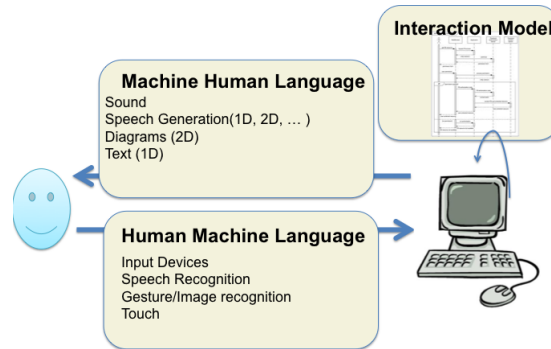 Interaction Model
Machine Human Language
Sound
Speech Generation(1D, 2D, ... )
Diagrams (2D)
Text (1D)
Human Machine Language
Input Devices
Speech Recognition
Gesture/Image recognition
Touch